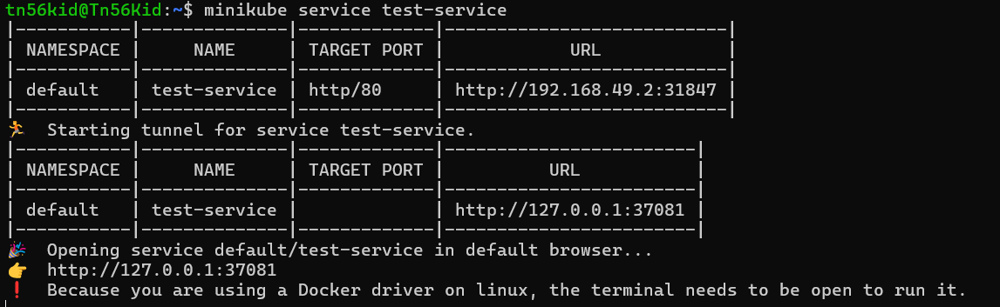 tn56kid@Tn56Kid:~$ minikube service test-service
|-----------|--------------|-------------|---------------------------|
| NAMESPACE |     NAME     | TARGET PORT |            URL            |
|-----------|--------------|-------------|---------------------------|
| default   | test-service | http/80     | http://192.168.49.2:31847 |
|-----------|--------------|-------------|---------------------------|
🏃  Starting tunnel for service test-service.
|-----------|--------------|-------------|------------------------|
| NAMESPACE |     NAME     | TARGET PORT |          URL           |
|-----------|--------------|-------------|------------------------|
| default   | test-service |             | http://127.0.0.1:37081 |
|-----------|--------------|-------------|------------------------|
🎉  Opening service default/test-service in default browser...
👉  http://127.0.0.1:37081
❗  Because you are using a Docker driver on linux, the terminal needs to be open to run it.